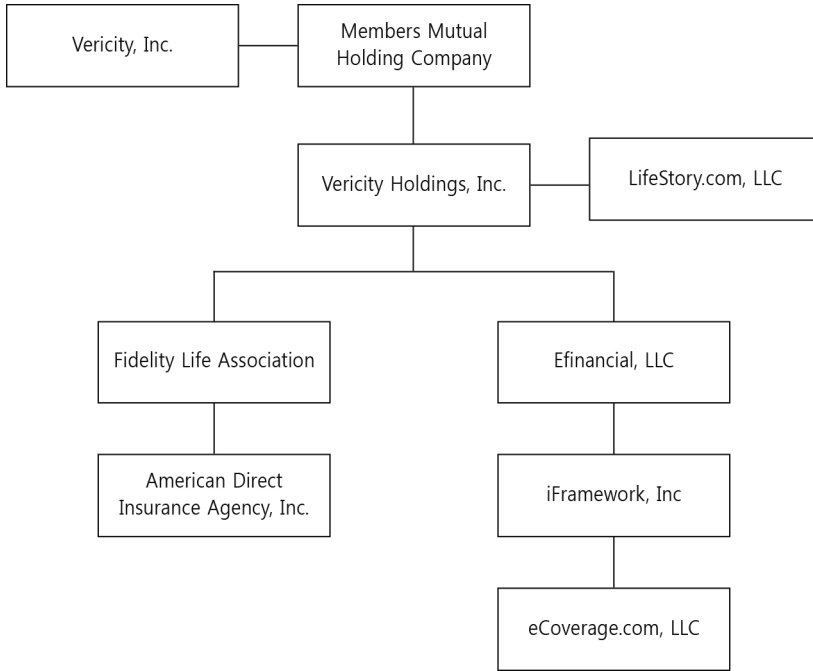 Vericity, Inc.
Members Mutual
Holding Company
Vericity Holdings, Inc.
LifeStory.com, LLC
Fidelity Life Association
Efinancial, LLC
American Direct
Insurance Agency, Inc.
iFramework, Inc
eCoverage.com, LLC